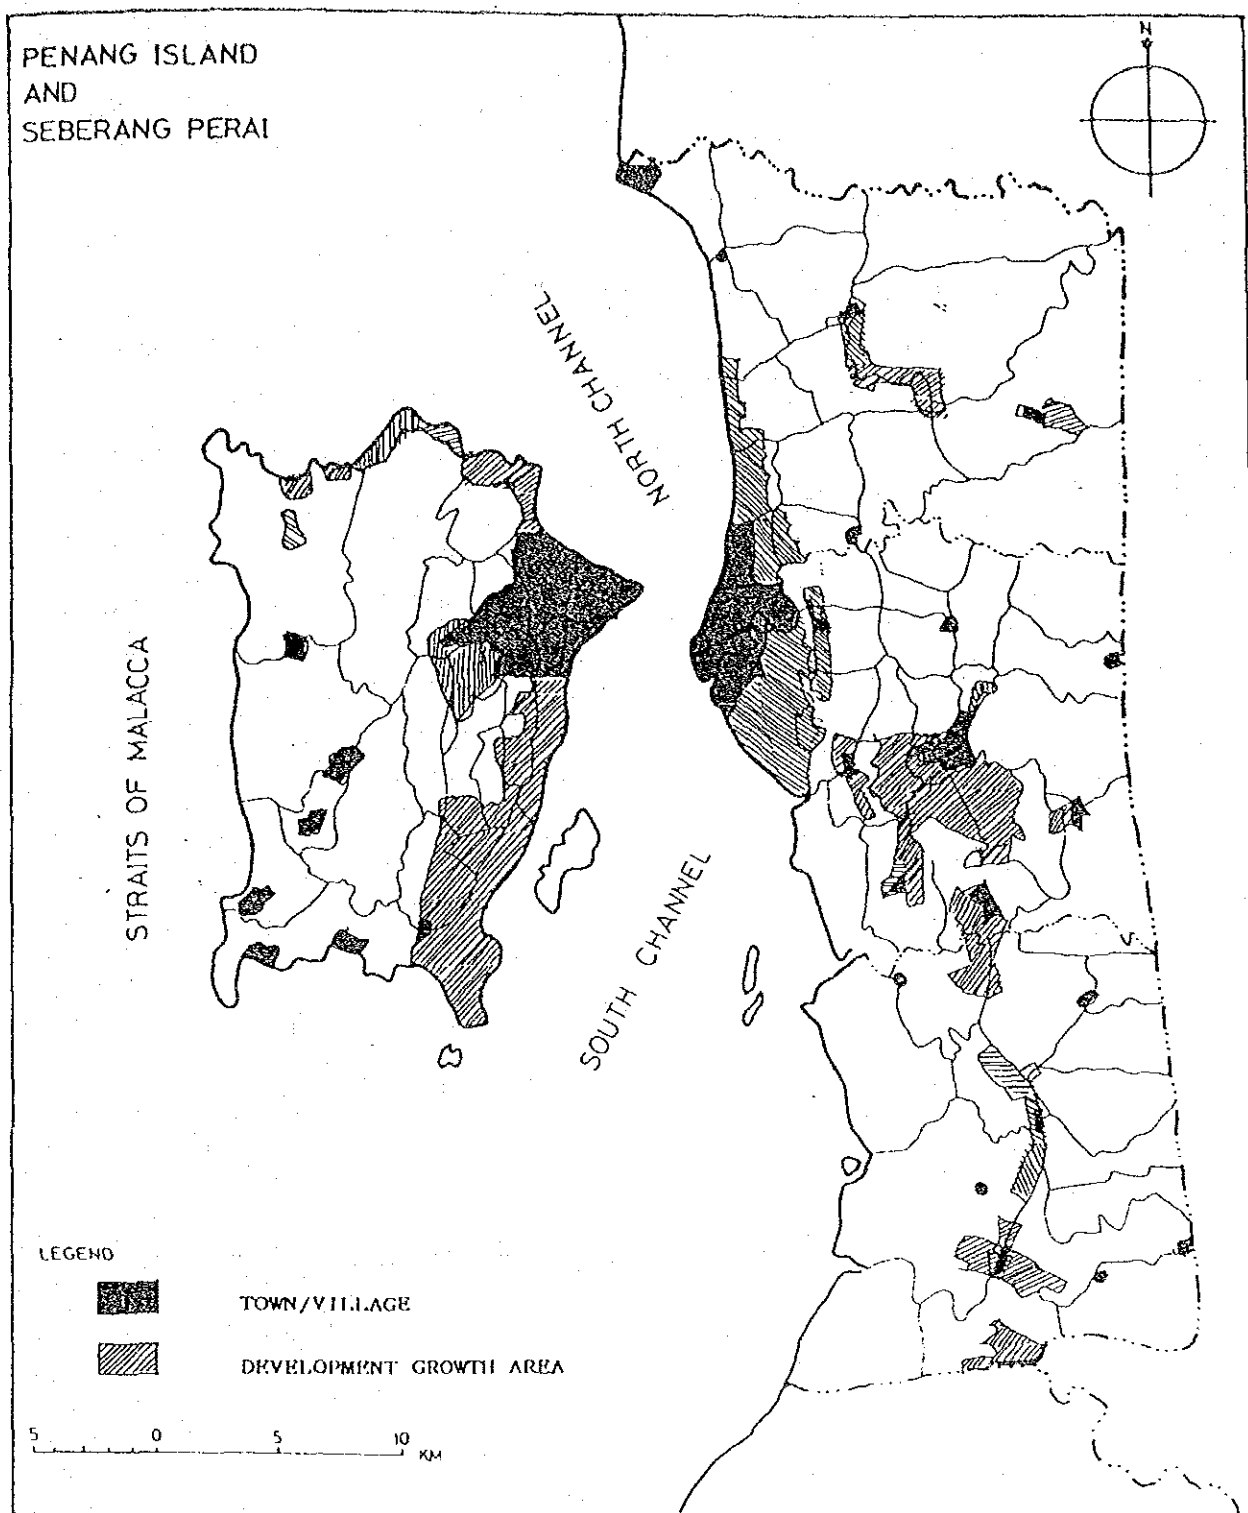 PENANG ISLAND
AND
SEBERANG PERAI
N
NORTH CHANNEL
STRAITS OF MALACCA
SOUTH CHANNEL
LEGEND
TOWN/VILLAGE
DEVELOPMENT GROWTH AREA
5 0 5 10 KM